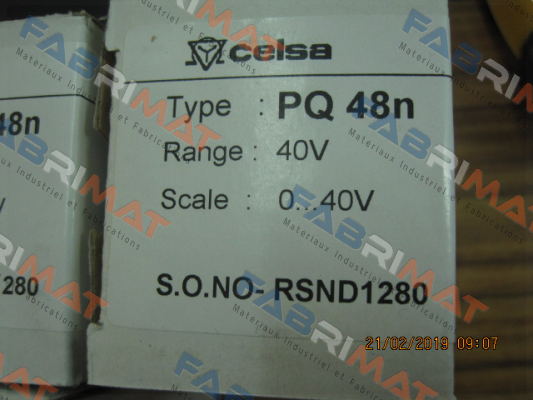 celsa
Type : PQ 48n
Range : 40V
Scale : 0...40V
S.O.NO- RSND1280
48n
1280
21/02/2019 09:07
FABRIMAT
Materiaux Industriel et Fabrications